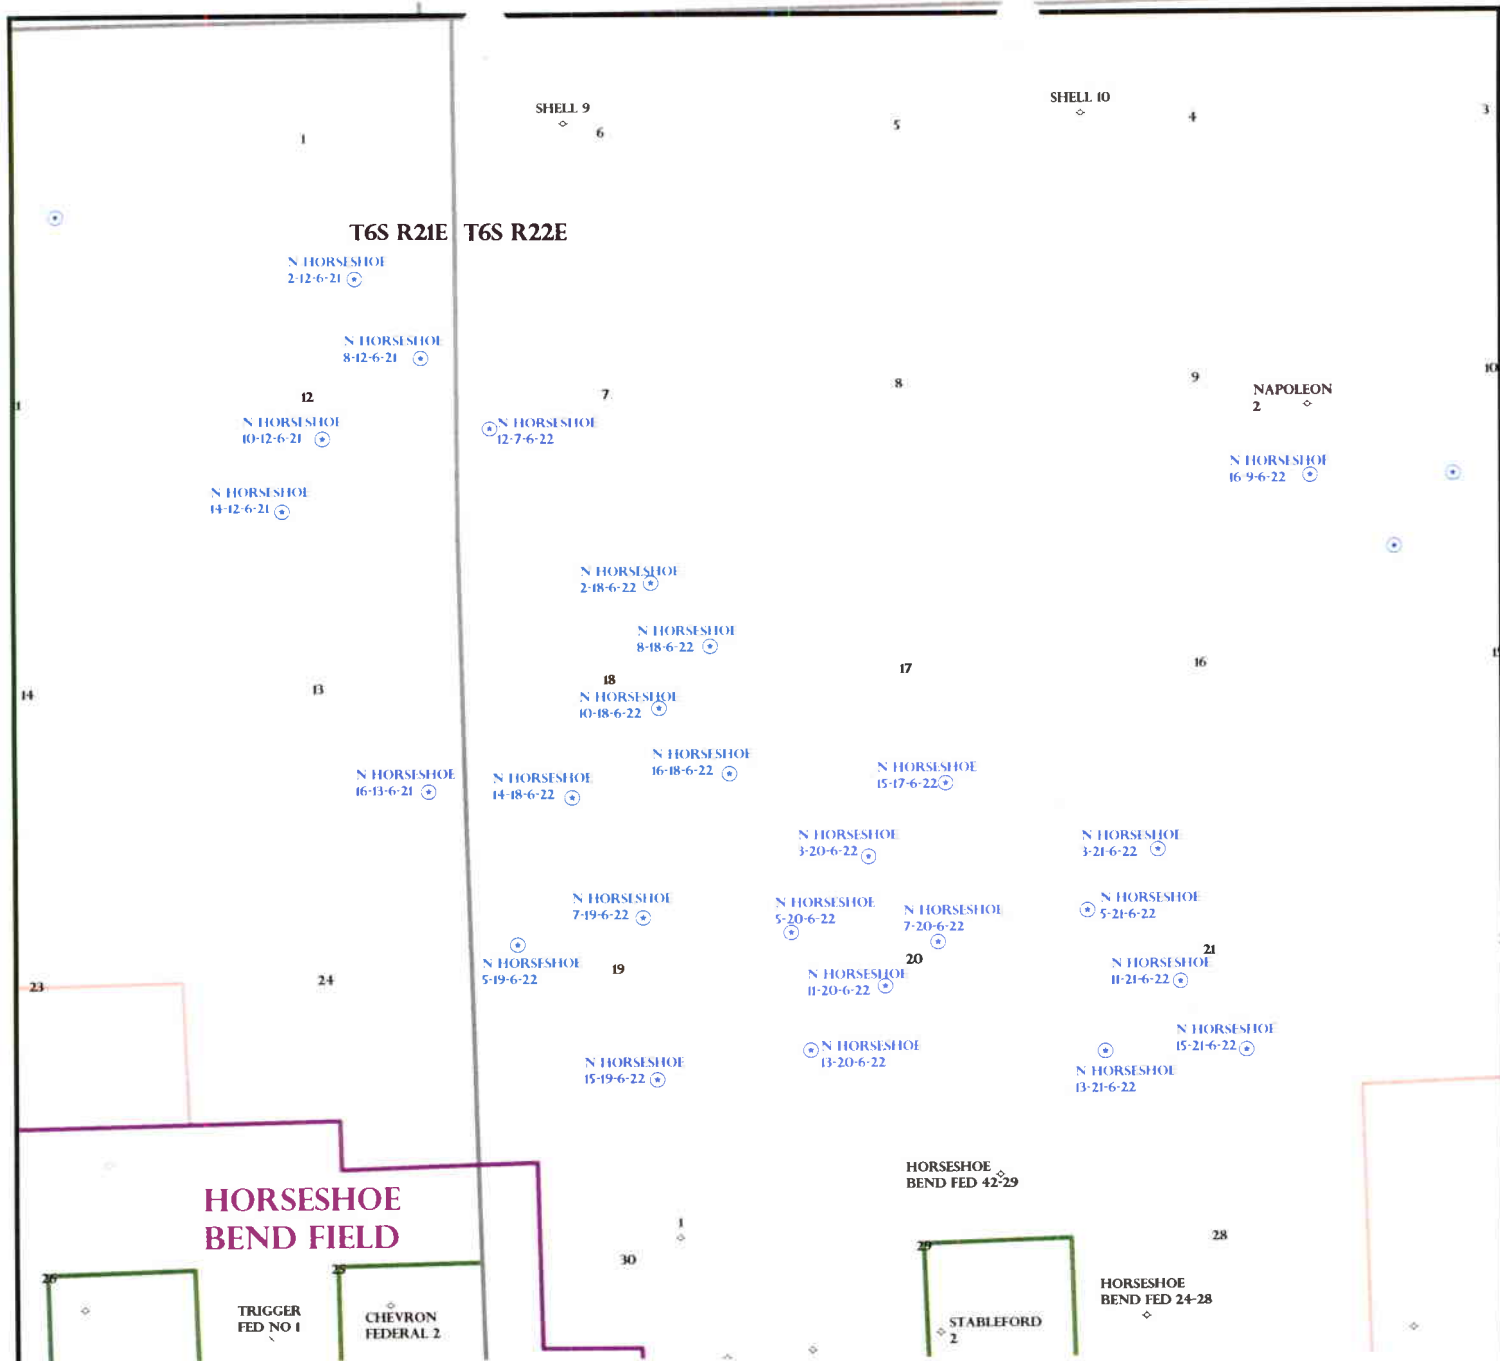 SHELL 9
SHELL 10
1
6
5
4
3
T6S R21E
T6S R22E
N HORSESHOE
2-12-6-21
N HORSESHOE
8-12-6-21
12
7
8
9
10
NAPOLEON
2
N HORSESHOE
10-12-6-21
N HORSESHOE
12-7-6-22
N HORSESHOE
16-9-6-22
N HORSESHOE
14-12-6-21
N HORSESHOE
2-18-6-22
N HORSESHOE
8-18-6-22
14
13
18
17
16
N HORSESHOE
10-18-6-22
N HORSESHOE
16-18-6-22
N HORSESHOE
16-13-6-21
N HORSESHOE
14-18-6-22
N HORSESHOE
15-17-6-22
N HORSESHOE
3-20-6-22
N HORSESHOE
3-21-6-22
N HORSESHOE
7-19-6-22
N HORSESHOE
5-20-6-22
N HORSESHOE
7-20-6-22
N HORSESHOE
5-21-6-22
23
24
N HORSESHOE
5-19-6-22
19
20
21
N HORSESHOE
11-20-6-22
N HORSESHOE
11-21-6-22
N HORSESHOE
15-19-6-22
N HORSESHOE
13-20-6-22
N HORSESHOE
15-21-6-22
N HORSESHOE
13-21-6-22
HORSESHOE
BEND FED 42-29
HORSESHOE
BEND FIELD
1
26
25
30
29
28
TRIGGER
FED NO 1
CHEVRON
FEDERAL 2
STABLEFORD
2
HORSESHOE
BEND FED 24-28